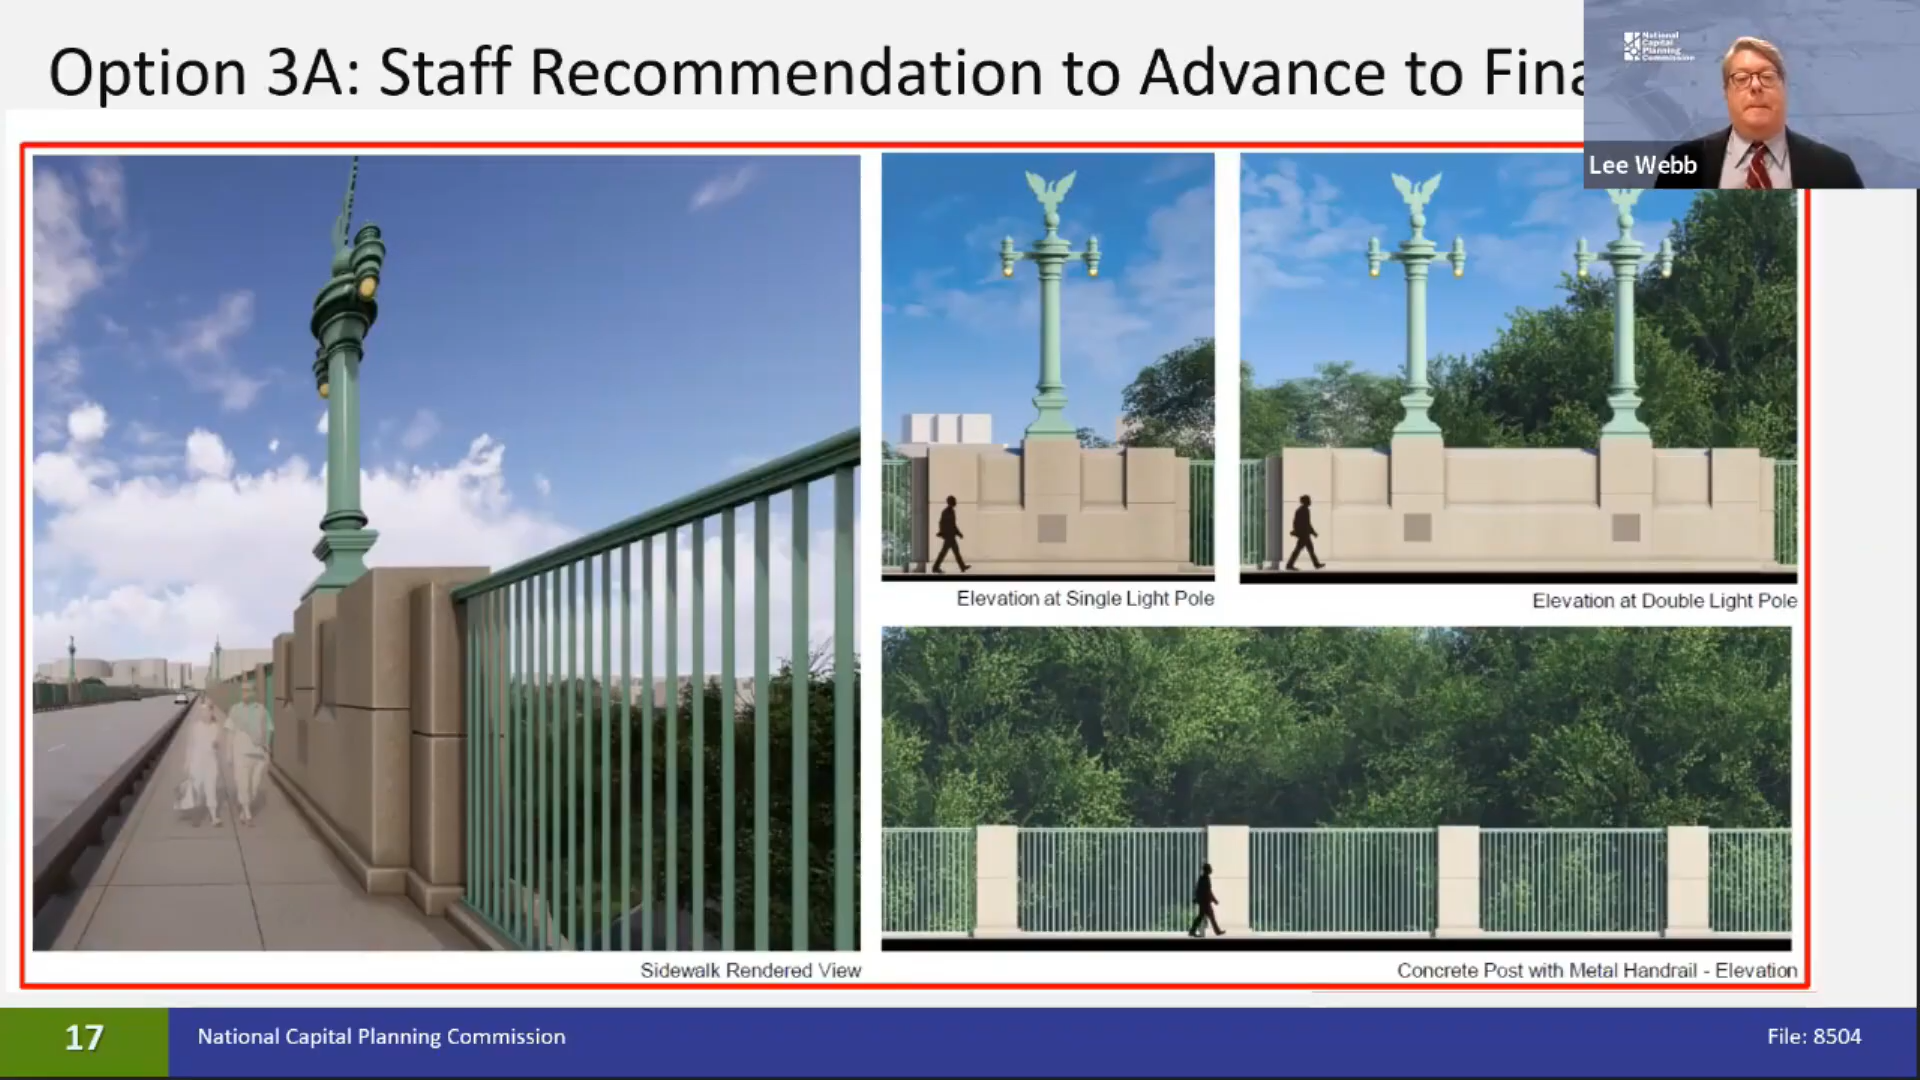 Option 3A: Staff Recommendation to Advance to Fina
National
Capital
Planning
Commission
Lee Webb
Elevation at Single Light Pole
Elevation at Double Light Pole
Sidewalk Rendered View
Concrete Post with Metal Handrail - Elevation
17
National Capital Planning Commission
File: 8504